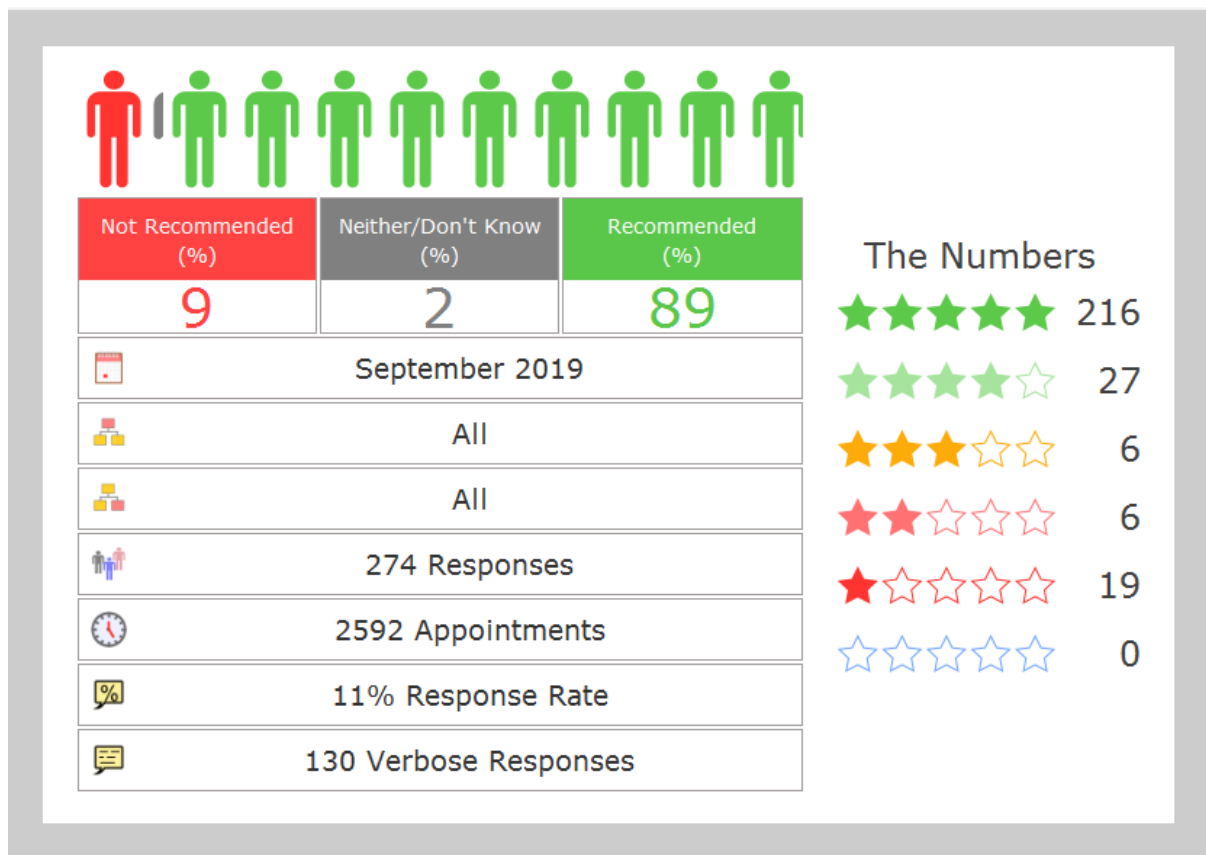 Not Recommended
(%)
Neither/Don't Know
(%)
Recommended
(%)
9
2
89
September 2019
All
All
274 Responses
2592 Appointments
%
11% Response Rate
130 Verbose Responses
The Numbers
216
27
6
6
19
0